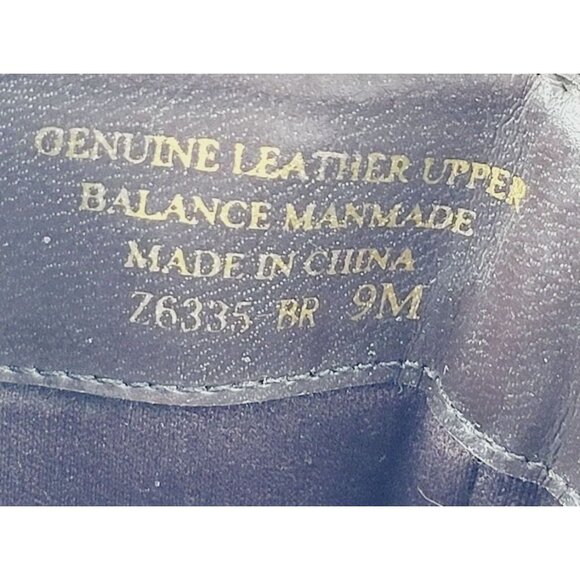 GENUINE LEATHER UPPER
BALANCE MANMADE
MADE IN CHINA
Z6335 BR 9M